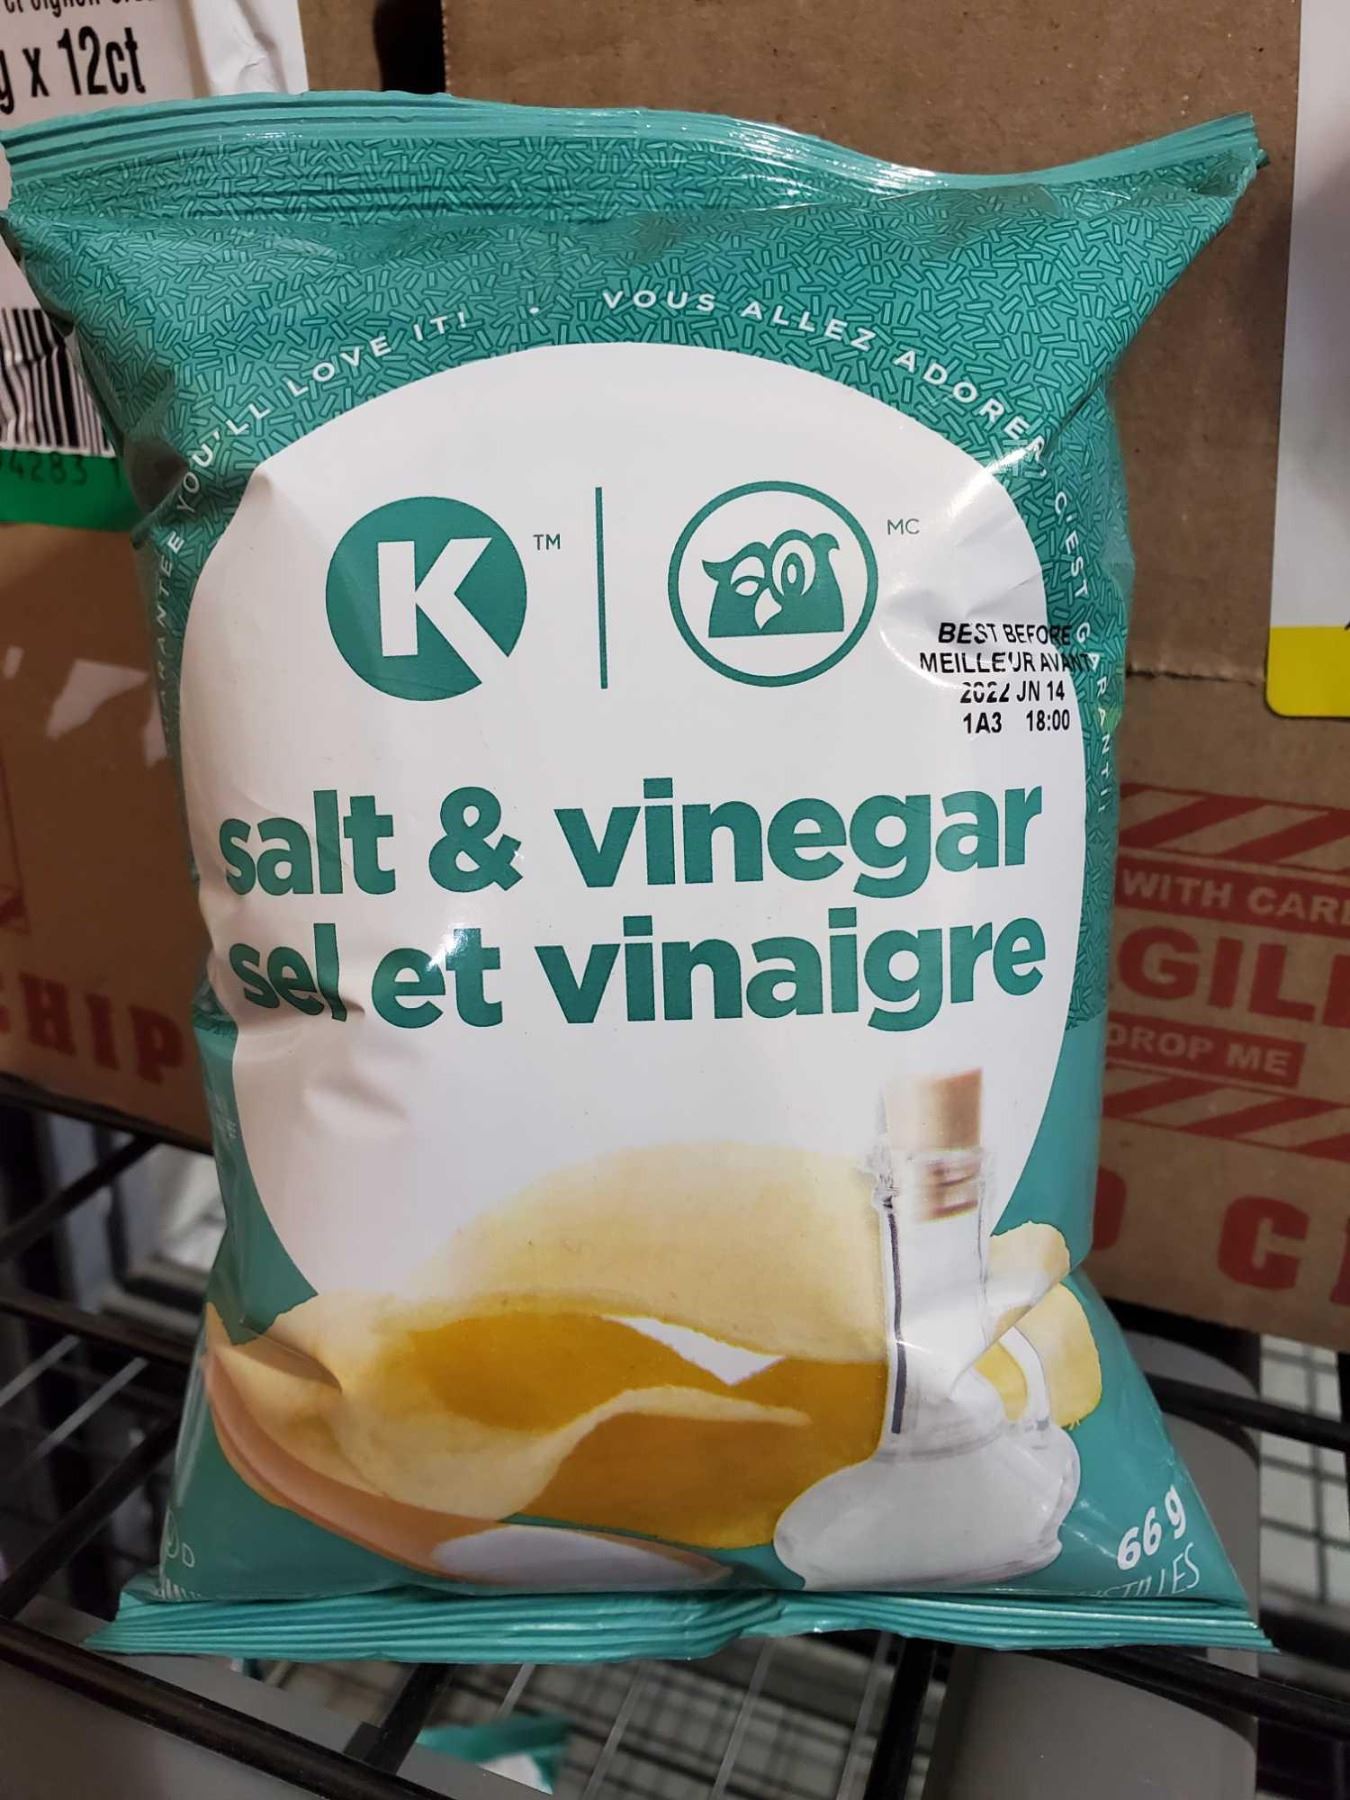 x 12ct
YOU'LL LOVE IT! · VOUS ALLEZ ADORER, C'EST GARANTI!
K TM
MC
BEST BEFORE
MEILLEUR AVANT
2022 JN 14
1A3 18:00
salt & vinegar
sel et vinaigre
66 g
4283
HIP
WITH CAR
GIL
DROP ME
C